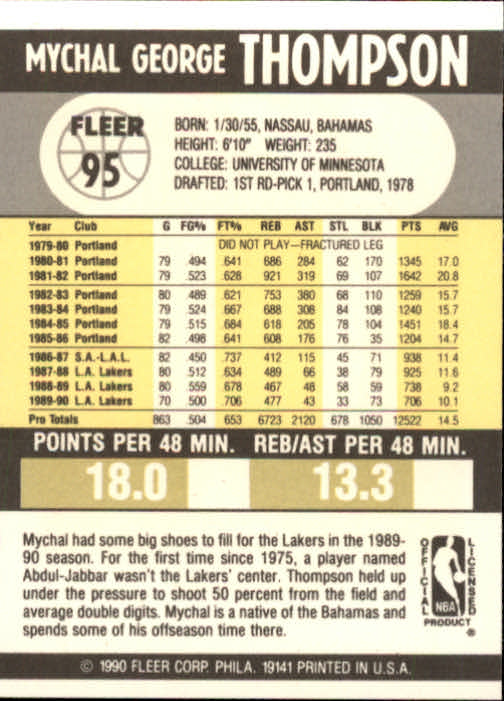 MYCHAL GEORGE THOMPSON
FLEER
95
BORN: 1/30/55, NASSAU, BAHAMAS
HEIGHT: 6'10" WEIGHT: 235
COLLEGE: UNIVERSITY OF MINNESOTA
DRAFTED: 1ST RD-PICK 1, PORTLAND, 1978
Year Club G FG% FT% REB AST STL BLK PTS AVG
1979-80 Portland DID NOT PLAY—FRACTURED LEG
1980-81 Portland 79 .494 .641 686 284 62 170 1345 17.0
1981-82 Portland 79 .523 .628 921 319 69 107 1642 20.8
1982-83 Portland 80 .489 .621 753 380 68 110 1259 15.7
1983-84 Portland 79 .524 .667 688 308 84 108 1240 15.7
1984-85 Portland 79 .515 .684 618 205 78 104 1451 18.4
1985-86 Portland 82 .498 .641 608 176 76 35 1204 14.7
1986-87 S.A.-L.A.L. 82 .450 .737 412 115 45 71 938 11.4
1987-88 L.A. Lakers 80 .512 .634 489 66 38 79 925 11.6
1988-89 L.A. Lakers 80 .559 .678 467 48 58 59 738 9.2
1989-90 L.A. Lakers 70 .500 .706 477 43 33 73 706 10.1
Pro Totals 863 .504 .653 6723 2120 678 1050 12522 14.5
POINTS PER 48 MIN. REB/AST PER 48 MIN.
18.0 13.3
Mychal had some big shoes to fill for the Lakers in the 1989-
90 season. For the first time since 1975, a player named
Abdul-Jabbar wasn't the Lakers' center. Thompson held up
under the pressure to shoot 50 percent from the field and
average double digits. Mychal is a native of the Bahamas and
spends some of his offseason time there.
OFFICIAL
LICENSED
NBA
PRODUCT
®
© 1990 FLEER CORP. PHILA. 19141 PRINTED IN U.S.A.